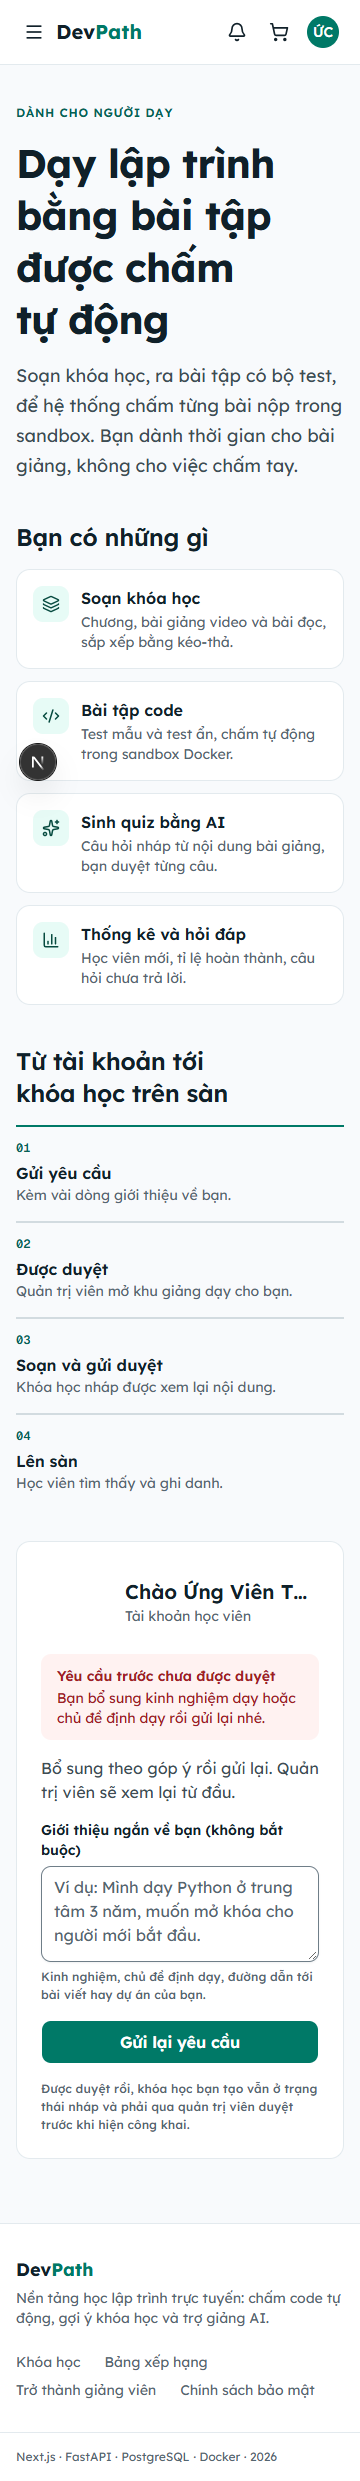 DevPath
ỨC
DÀNH CHO NGƯỜI DẠY
Dạy lập trình
bằng bài tập
được chấm
tự động
Soạn khóa học, ra bài tập có bộ test,
để hệ thống chấm từng bài nộp trong
sandbox. Bạn dành thời gian cho bài
giảng, không cho việc chấm tay.
Bạn có những gì
Soạn khóa học
Chương, bài giảng video và bài đọc,
sắp xếp bằng kéo-thả.
Bài tập code
Test mẫu và test ẩn, chấm tự động
trong sandbox Docker.
N
Sinh quiz bằng AI
Câu hỏi nháp từ nội dung bài giảng,
bạn duyệt từng câu.
Thống kê và hỏi đáp
Học viên mới, tỉ lệ hoàn thành, câu
hỏi chưa trả lời.
Từ tài khoản tới
khóa học trên sàn
01
Gửi yêu cầu
Kèm vài dòng giới thiệu về bạn.
02
Được duyệt
Quản trị viên mở khu giảng dạy cho bạn.
03
Soạn và gửi duyệt
Khóa học nháp được xem lại nội dung.
04
Lên sàn
Học viên tìm thấy và ghi danh.
Chào Ứng Viên T...
Tài khoản học viên
Yêu cầu trước chưa được duyệt
Bạn bổ sung kinh nghiệm dạy hoặc
chủ đề định dạy rồi gửi lại nhé.
Bổ sung theo góp ý rồi gửi lại. Quản
trị viên sẽ xem lại từ đầu.
Giới thiệu ngắn về bạn (không bắt
buộc)
Ví dụ: Mình dạy Python ở trung
tâm 3 năm, muốn mở khóa cho
người mới bắt đầu.
Kinh nghiệm, chủ đề định dạy, đường dẫn tới
bài viết hay dự án của bạn.
Gửi lại yêu cầu
Được duyệt rồi, khóa học bạn tạo vẫn ở trạng
thái nháp và phải qua quản trị viên duyệt
trước khi hiện công khai.
DevPath
Nền tảng học lập trình trực tuyến: chấm code tự
động, gợi ý khóa học và trợ giảng AI.
Khóa học Bảng xếp hạng
Trở thành giảng viên Chính sách bảo mật
Next.js · FastAPI · PostgreSQL · Docker · 2026